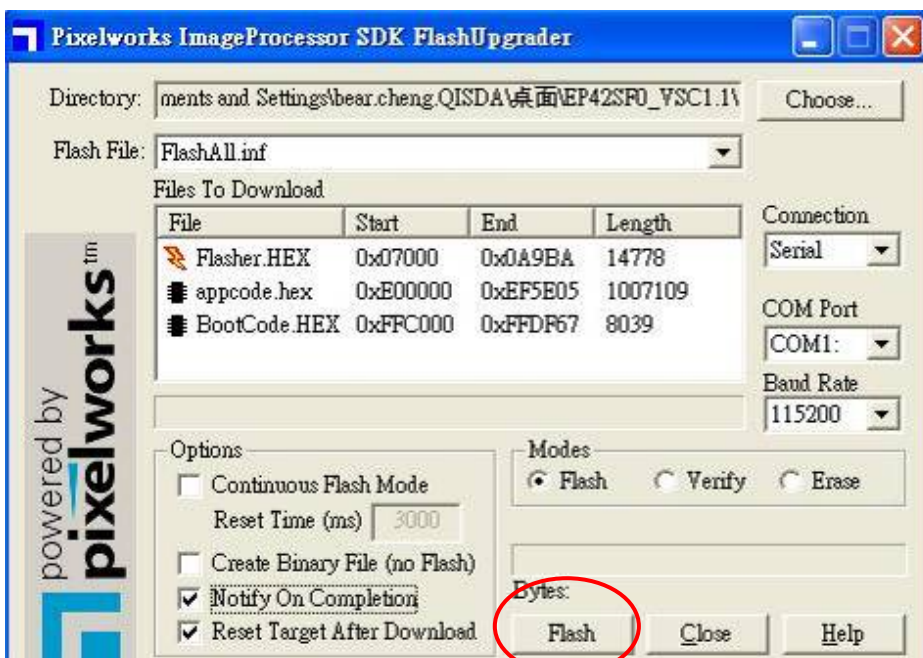 Pixelworks ImageProcessor SDK FlashUpgrader
Directory: ments and Settings\bear.cheng.QISDA\桌面\EP42SF0_VSC1.1\ Choose...
Flash File: FlashAll.inf
Files To Download
File Start End Length
Flasher.HEX 0x07000 0x0A9BA 14778
appcode.hex 0xE00000 0xEF5E05 1007109
BootCode.HEX 0xFFC000 0xFFDF67 8039
Connection
Serial
COM Port
COM1:
Baud Rate
115200
powered by
pixelworks tm
Options
Continuous Flash Mode
Reset Time (ms) 3000
Create Binary File (no Flash)
Notify On Completion
Reset Target After Download
Modes
Flash Verify Erase
Bytes:
Flash Close Help